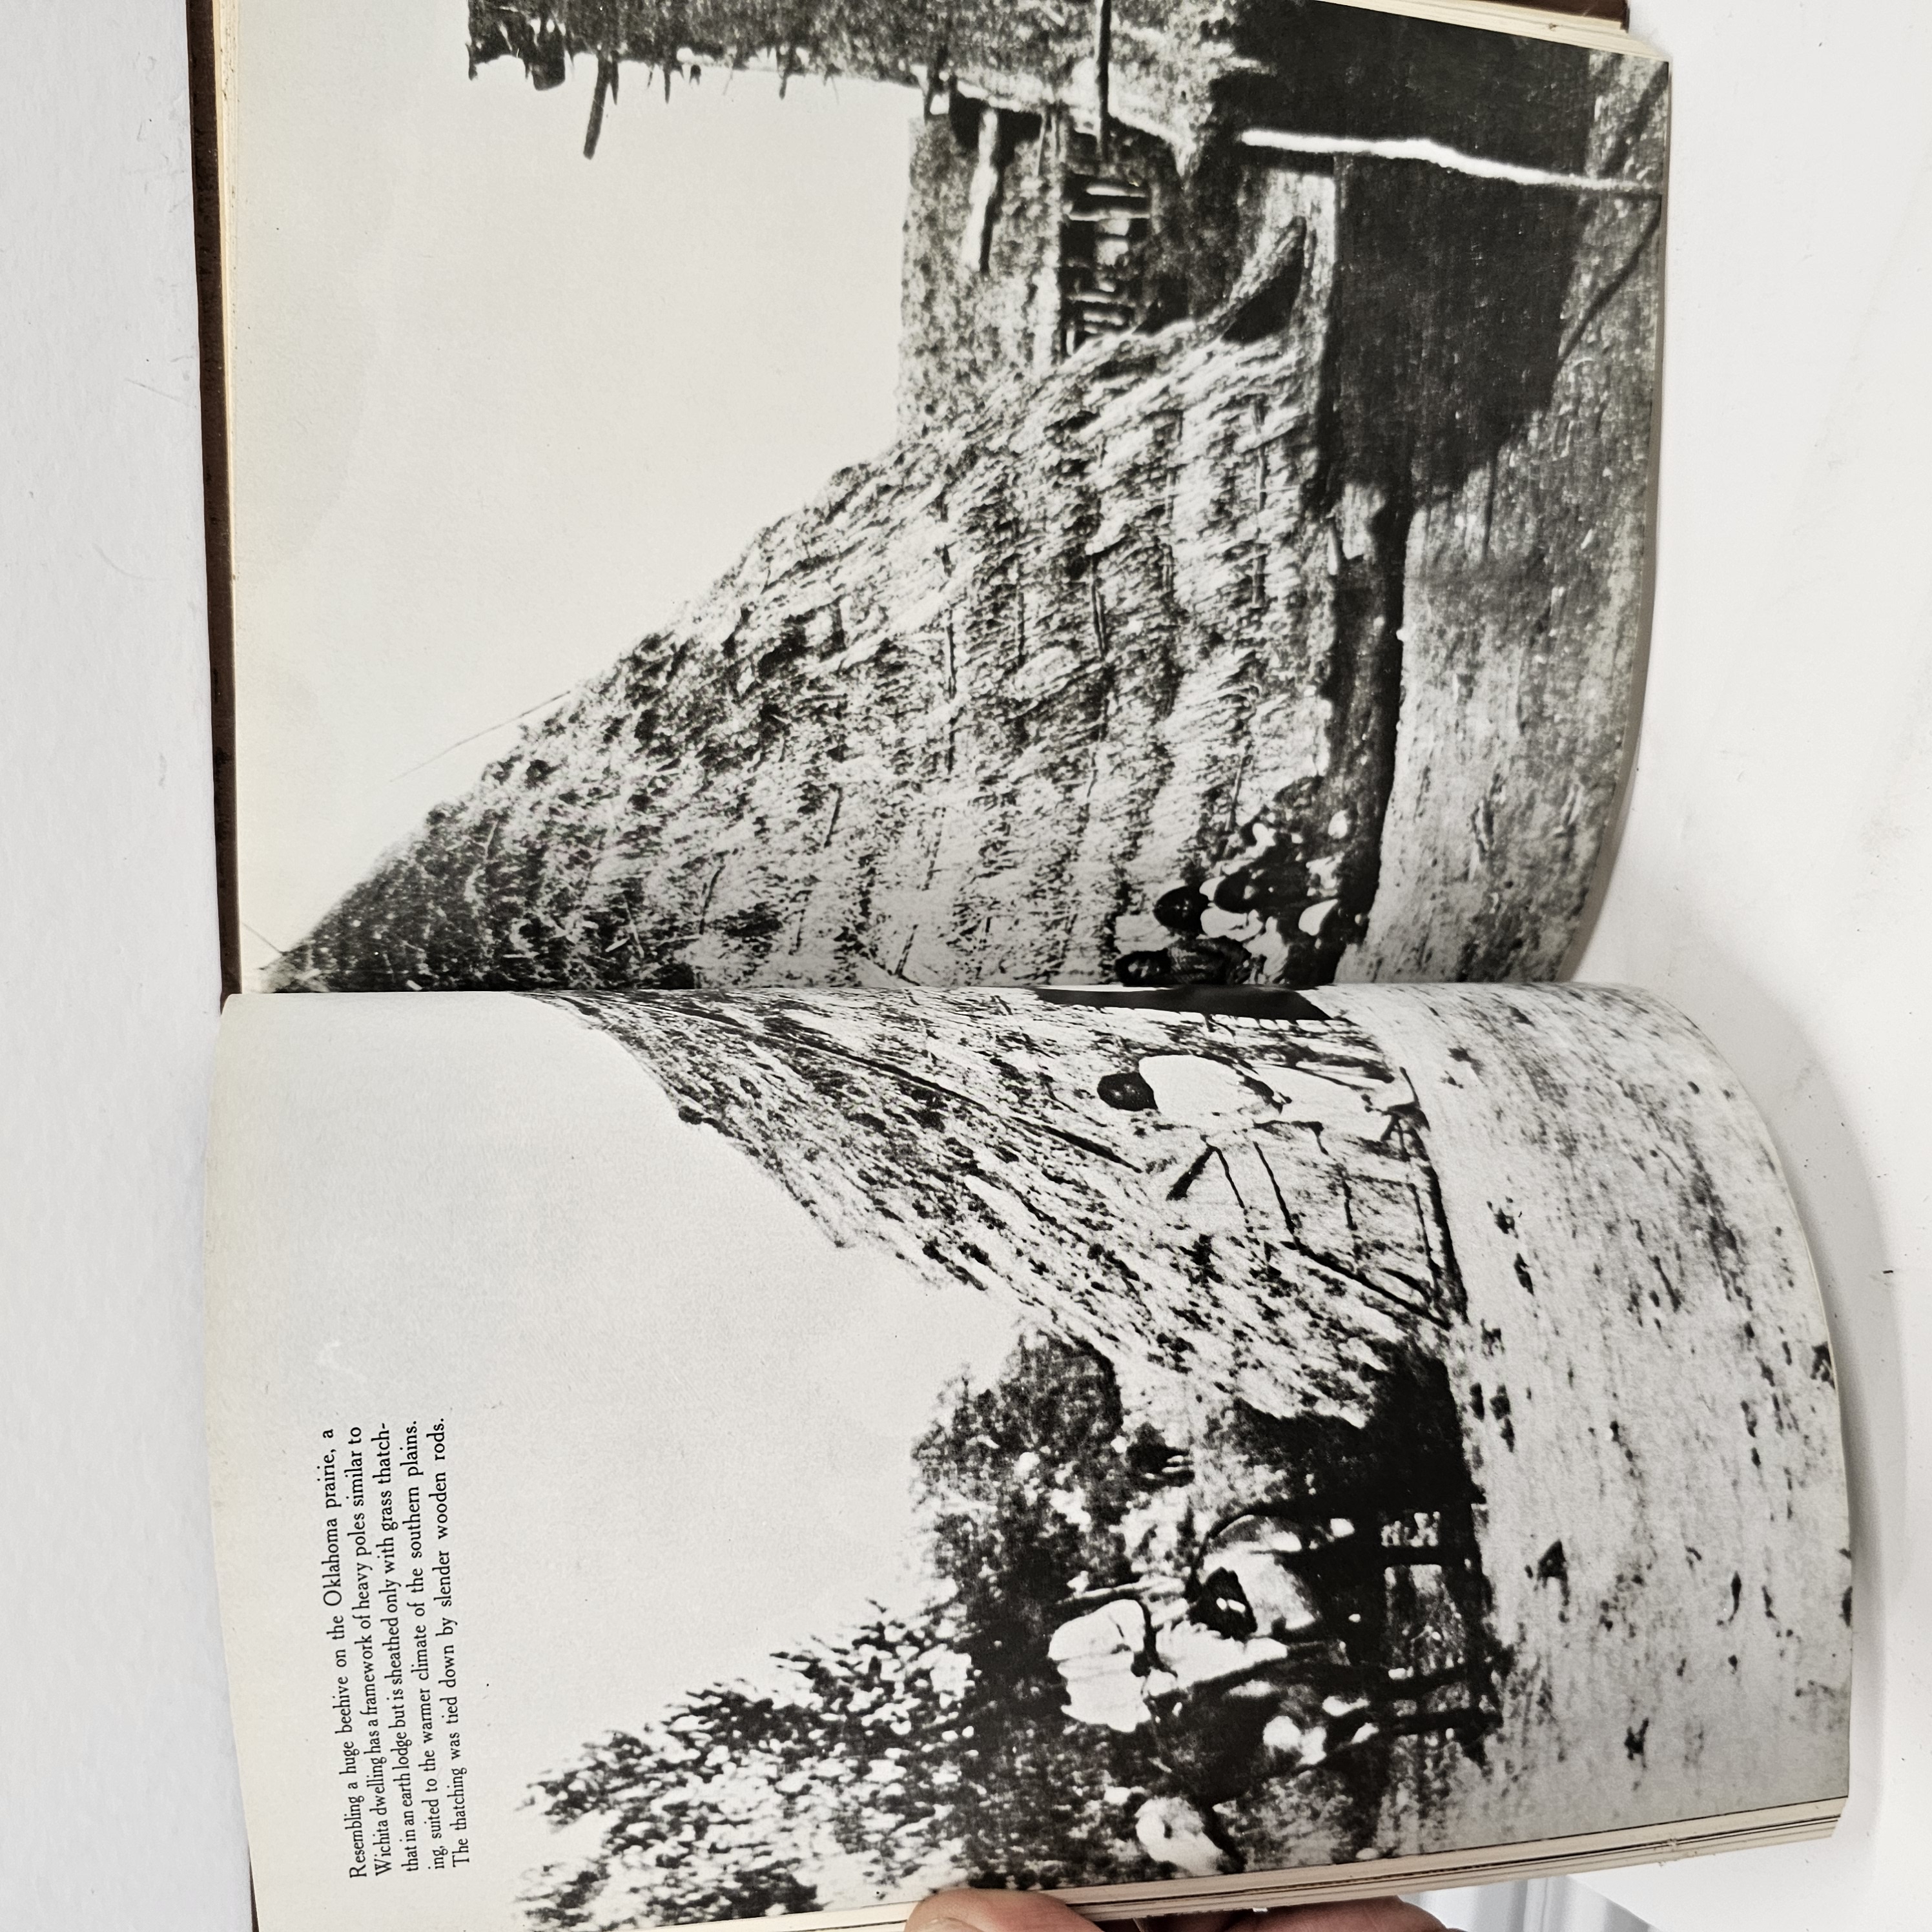 Resembling a huge beehive on the Oklahoma prairie, a
Wichita dwelling has a framework of heavy poles similar to
that in an earth lodge but is sheathed only with grass thatch-
ing, suited to the warmer climate of the southern plains.
The thatching was tied down by slender wooden rods.